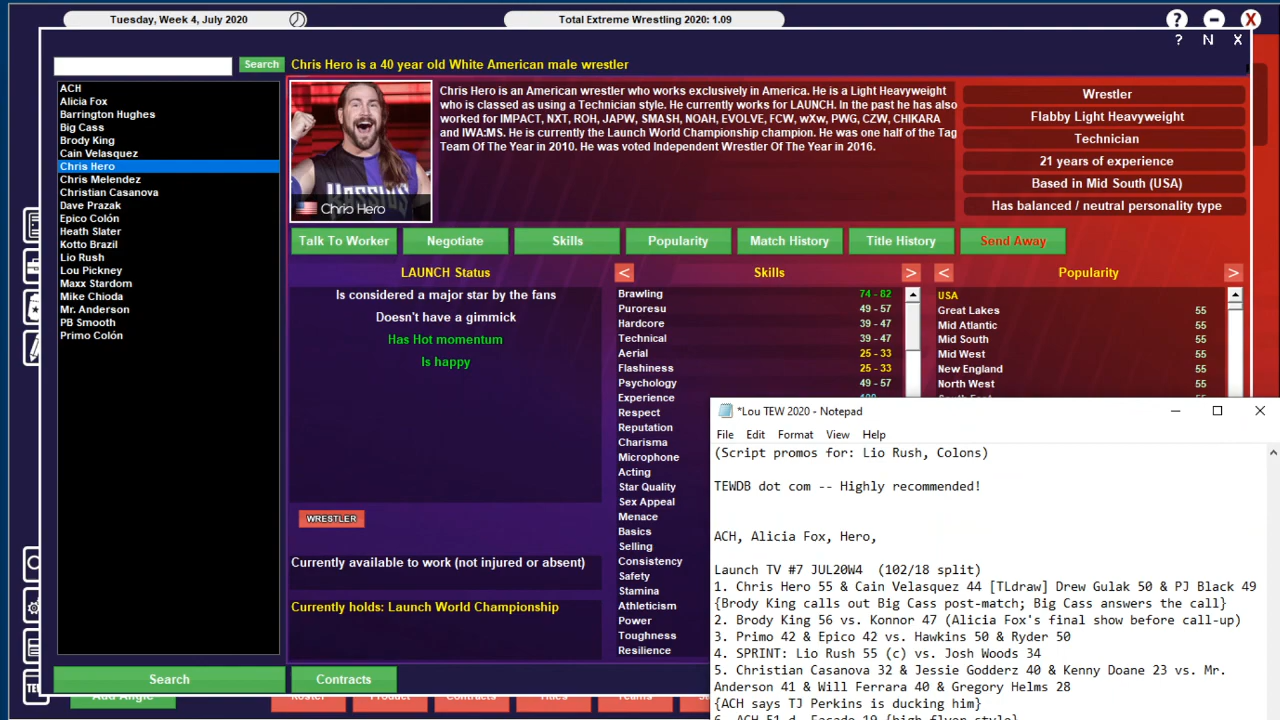 Tuesday, Week 4, July 2020
Total Extreme Wrestling 2020: 1.09
?
X
? N X
Search
Chris Hero is a 40 year old White American male wrestler
ACH
Alicia Fox
Barrington Hughes
Big Cass
Brody King
Cain Velasquez
Chris Hero
Chris Melendez
Christian Casanova
Dave Prazak
Epico Colón
Heath Slater
Kotto Brazil
Lio Rush
Lou Pickney
Maxx Stardom
Mike Chioda
Mr. Anderson
PB Smooth
Primo Colón
Chris Hero
Chris Hero is an American wrestler who works exclusively in America. He is a Light Heavyweight
who is classed as using a Technician style. He currently works for LAUNCH. In the past he has also
worked for IMPACT, NXT, ROH, JAPW, SMASH, NOAH, EVOLVE, FCW, wXw, PWG, CZW, CHIKARA
and IWA:MS. He is currently the Launch World Championship champion. He was one half of the Tag
Team Of The Year in 2010. He was voted Independent Wrestler Of The Year in 2016.
Wrestler
Flabby Light Heavyweight
Technician
21 years of experience
Based in Mid South (USA)
Has balanced / neutral personality type
Talk To Worker Negotiate Skills Popularity Match History Title History Send Away
LAUNCH Status
Is considered a major star by the fans
Doesn't have a gimmick
Has Hot momentum
Is happy
WRESTLER
Currently available to work (not injured or absent)
Currently holds: Launch World Championship
< Skills >
Brawling 74 - 82
Puroresu 49 - 57
Hardcore 39 - 47
Technical 39 - 47
Aerial 25 - 33
Flashiness 25 - 33
Psychology 49 - 57
Experience
Respect
Reputation
Charisma
Microphone
Acting
Star Quality
Sex Appeal
Menace
Basics
Selling
Consistency
Safety
Stamina
Athleticism
Power
Toughness
Resilience
< Popularity >
USA
Great Lakes 55
Mid Atlantic 55
Mid South 55
Mid West 55
New England 55
North West 55
*Lou TEW 2020 - Notepad
File Edit Format View Help
(Script promos for: Lio Rush, Colons)
TEWDB dot com -- Highly recommended!
ACH, Alicia Fox, Hero,
Launch TV #7 JUL20W4 (102/18 split)
1. Chris Hero 55 & Cain Velasquez 44 [TLdraw] Drew Gulak 50 & PJ Black 49
{Brody King calls out Big Cass post-match; Big Cass answers the call}
2. Brody King 56 vs. Konnor 47 (Alicia Fox's final show before call-up)
3. Primo 42 & Epico 42 vs. Hawkins 50 & Ryder 50
4. SPRINT: Lio Rush 55 (c) vs. Josh Woods 34
5. Christian Casanova 32 & Jessie Godderz 40 & Kenny Doane 23 vs. Mr.
Anderson 41 & Will Ferrara 40 & Gregory Helms 28
{ACH says TJ Perkins is ducking him}
6. ACH 51 d. Facade 19 {high flyer style}
Search Contracts
Add Angle
Roster Product Contracts Titles Teams